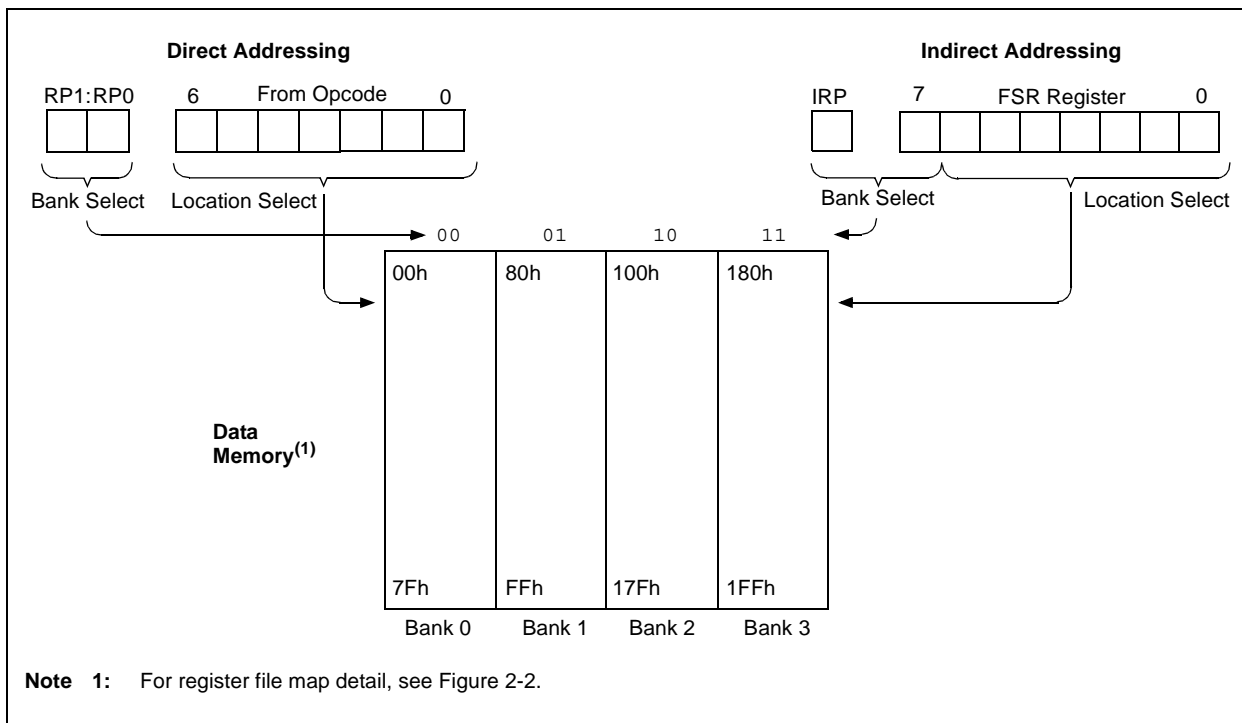 Direct Addressing
Indirect Addressing
RP1:RP0 6 From Opcode 0
IRP 7 FSR Register 0
Bank Select Location Select
Bank Select Location Select
00 01 10 11
00h 80h 100h 180h
Data
Memory(1)
7Fh FFh 17Fh 1FFh
Bank 0 Bank 1 Bank 2 Bank 3
Note 1: For register file map detail, see Figure 2-2.